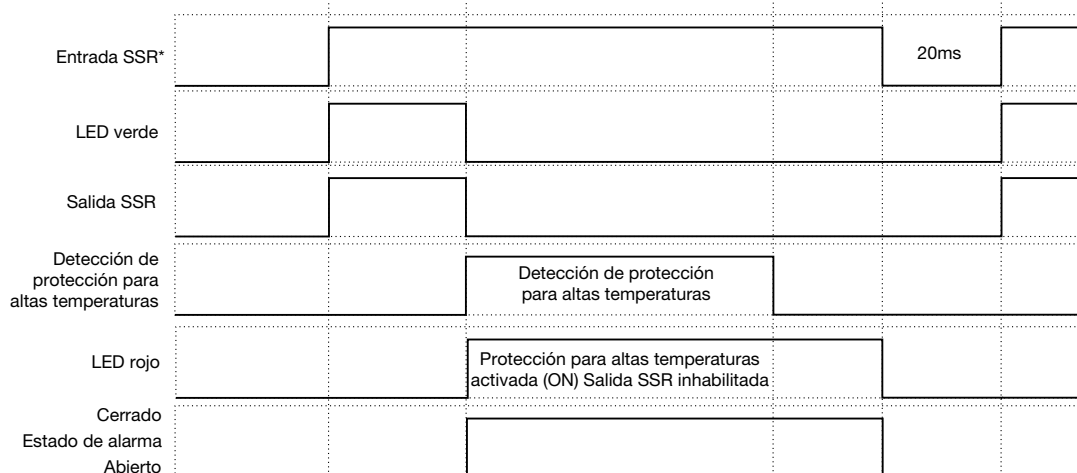 Entrada SSR*
20ms
LED verde
Salida SSR
Detección de
protección para
altas temperaturas
Detección de protección
para altas temperaturas
LED rojo
Protección para altas temperaturas
activada (ON) Salida SSR inhabilitada
Cerrado
Estado de alarma
Abierto